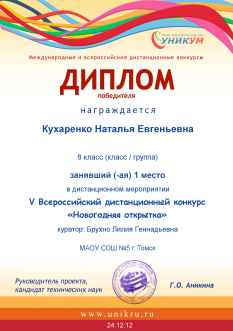 УНИКУМ
Международные и всероссийские дистанционные конкурсы
ДИПЛОМ
победителя
награждается
Кухаренко Наталья Евгеньевна
8 класс (класс / группа)
занявший (-ая) 1 место
в дистанционном мероприятии
V Всероссийский дистанционный конкурс
«Новогодняя открытка»
куратор: Брухно Лилия Геннадьевна
МАОУ СОШ №5 г. Томск
Руководитель проекта,
кандидат технических наук
Г.О. Аникина
www.unikru.ru
24.12.12